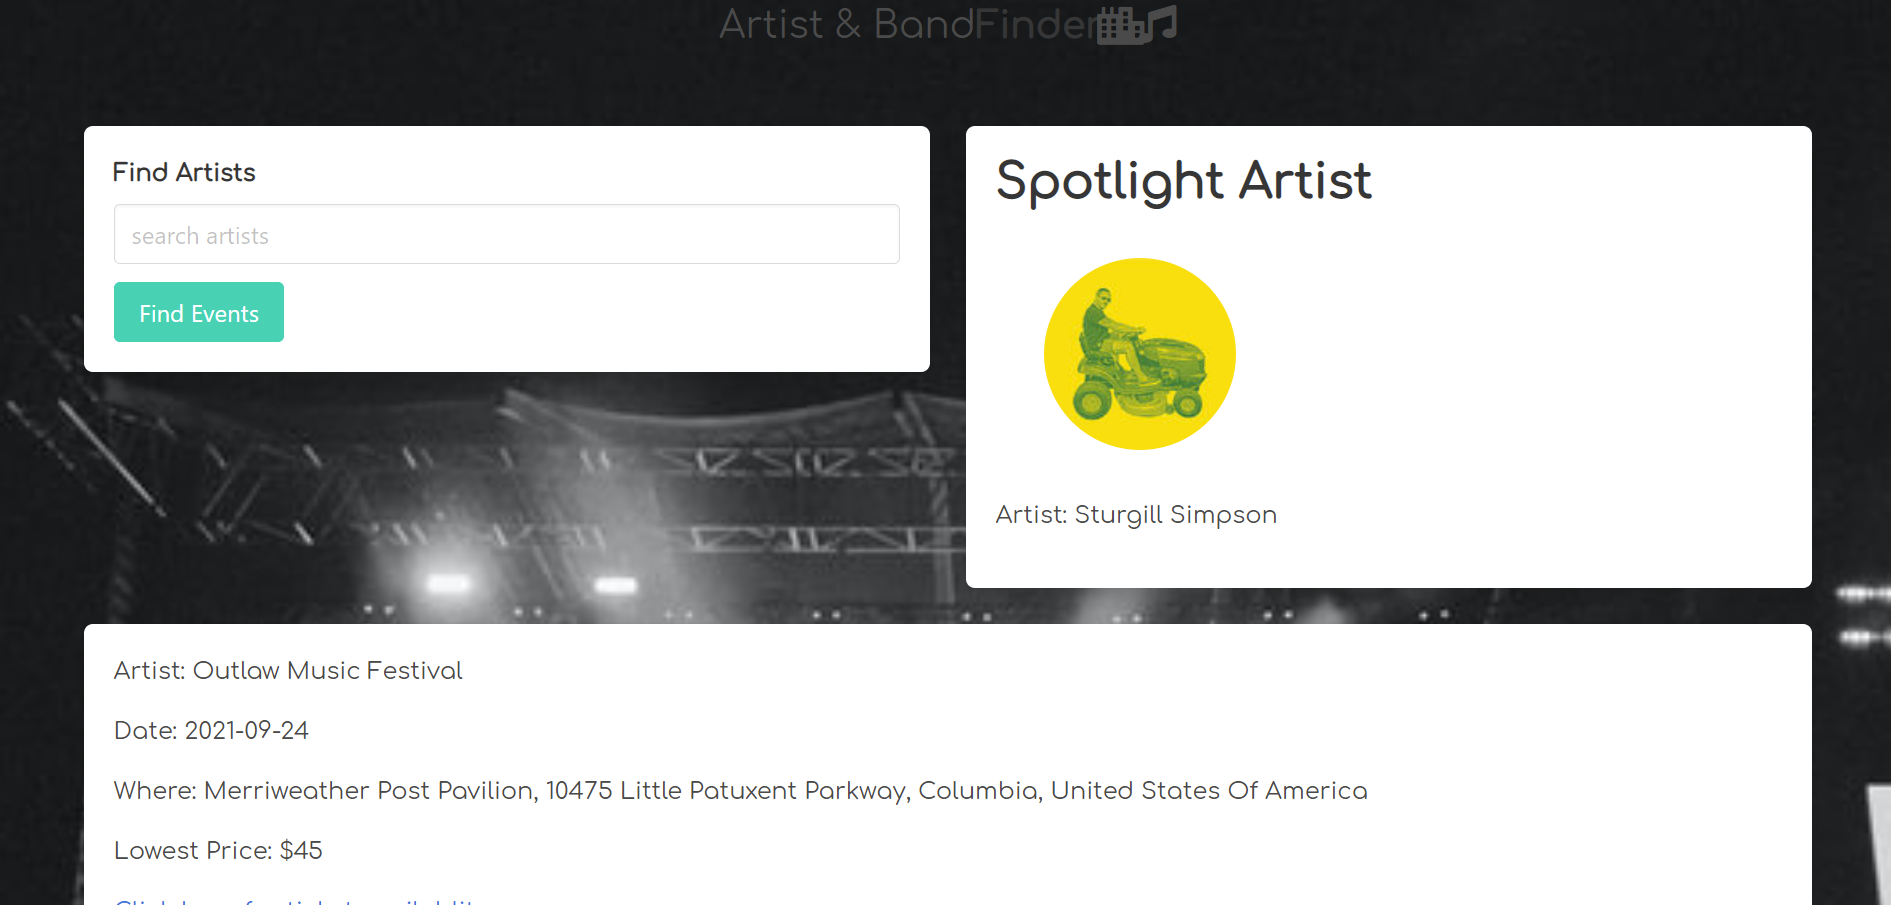 Artist & BandFinder
Find Artists
search artists
Find Events
Spotlight Artist
Artist: Sturgill Simpson
Artist: Outlaw Music Festival
Date: 2021-09-24
Where: Merriweather Post Pavilion, 10475 Little Patuxent Parkway, Columbia, United States Of America
Lowest Price: $45